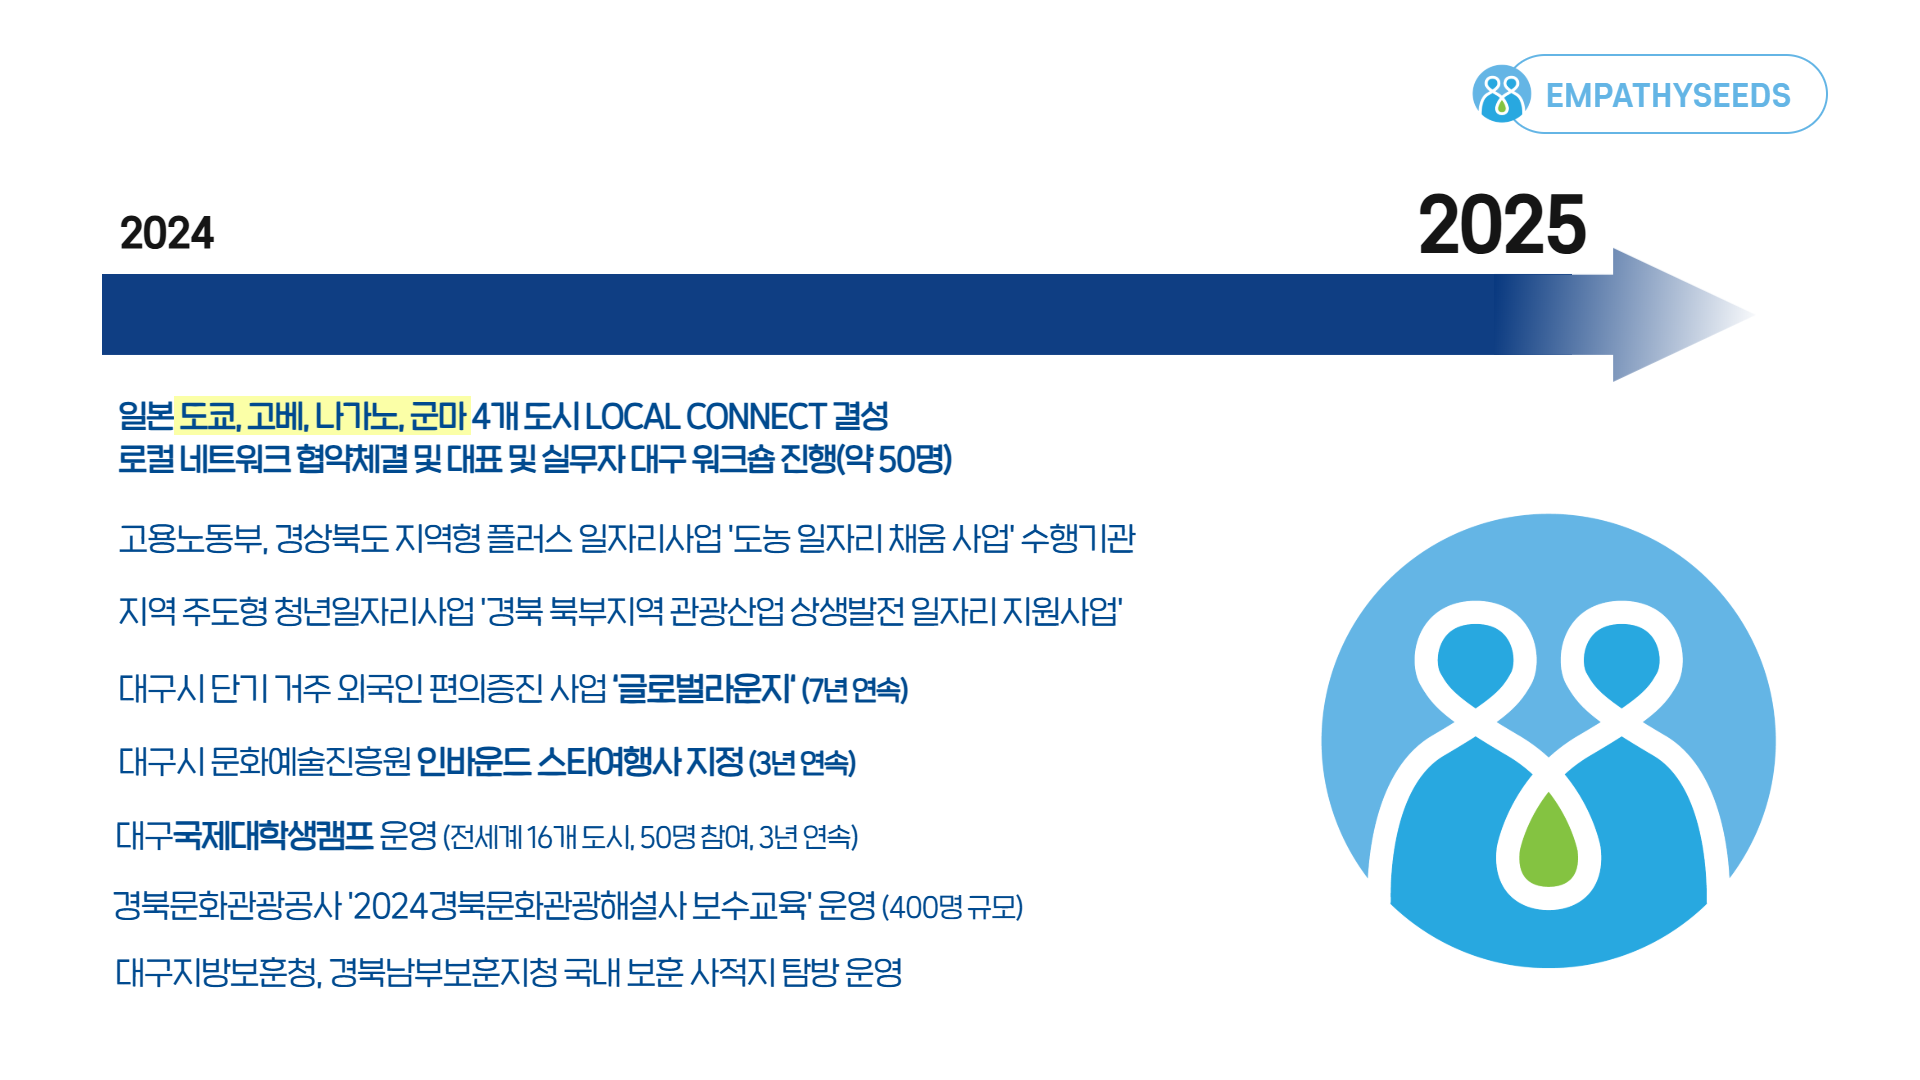 EMPATHYSEEDS
2024
2025
일본 도쿄, 고베, 나가노, 군마 4개 도시 LOCAL CONNECT 결성
로컬 네트워크 협약체결 및 대표 및 실무자 대구 워크숍 진행(약 50명)
고용노동부, 경상북도 지역형 플러스 일자리사업 '도농 일자리 채움 사업' 수행기관
지역 주도형 청년일자리사업 '경북 북부지역 관광산업 상생발전 일자리 지원사업'
대구시 단기 거주 외국인 편의증진 사업 '글로벌라운지' (7년 연속)
대구시 문화예술진흥원 인바운드 스타여행사 지정 (3년 연속)
대구국제대학생캠프 운영 (전세계 16개 도시, 50명 참여, 3년 연속)
경북문화관광공사 '2024경북문화관광해설사 보수교육' 운영 (400명 규모)
대구지방보훈청, 경북남부보훈지청 국내 보훈 사적지 탐방 운영